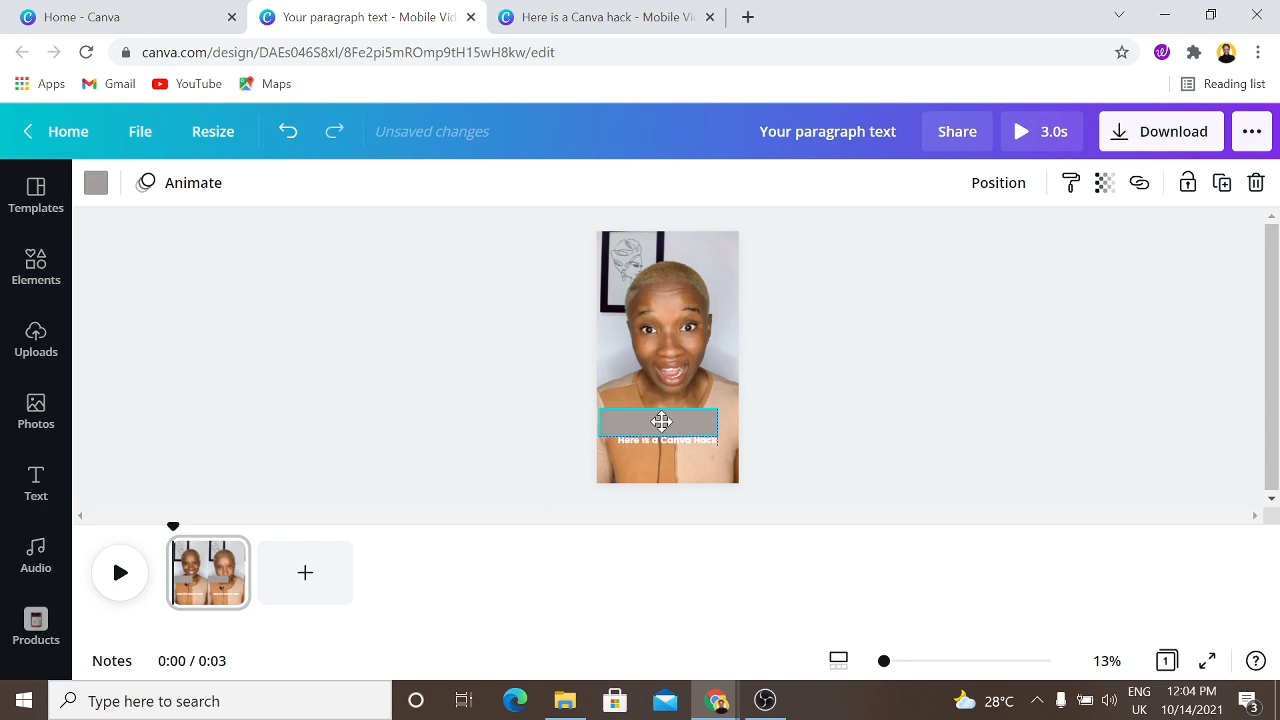 Home - Canva
Your paragraph text - Mobile Vid
Here is a Canva hack - Mobile Vi
canva.com/design/DAEs046S8xI/8Fe2pi5mROmp9tH15wH8kw/edit
Apps
Gmail
YouTube
Maps
Reading list
Home
File
Resize
Unsaved changes
Your paragraph text
Share
3.0s
Download
Animate
Position
Templates
Elements
Uploads
Photos
Text
Audio
Products
Here is a Canva Hack
Notes
0:00 / 0:03
13%
1
Type here to search
28°C
ENG
UK
12:04 PM
10/14/2021
3